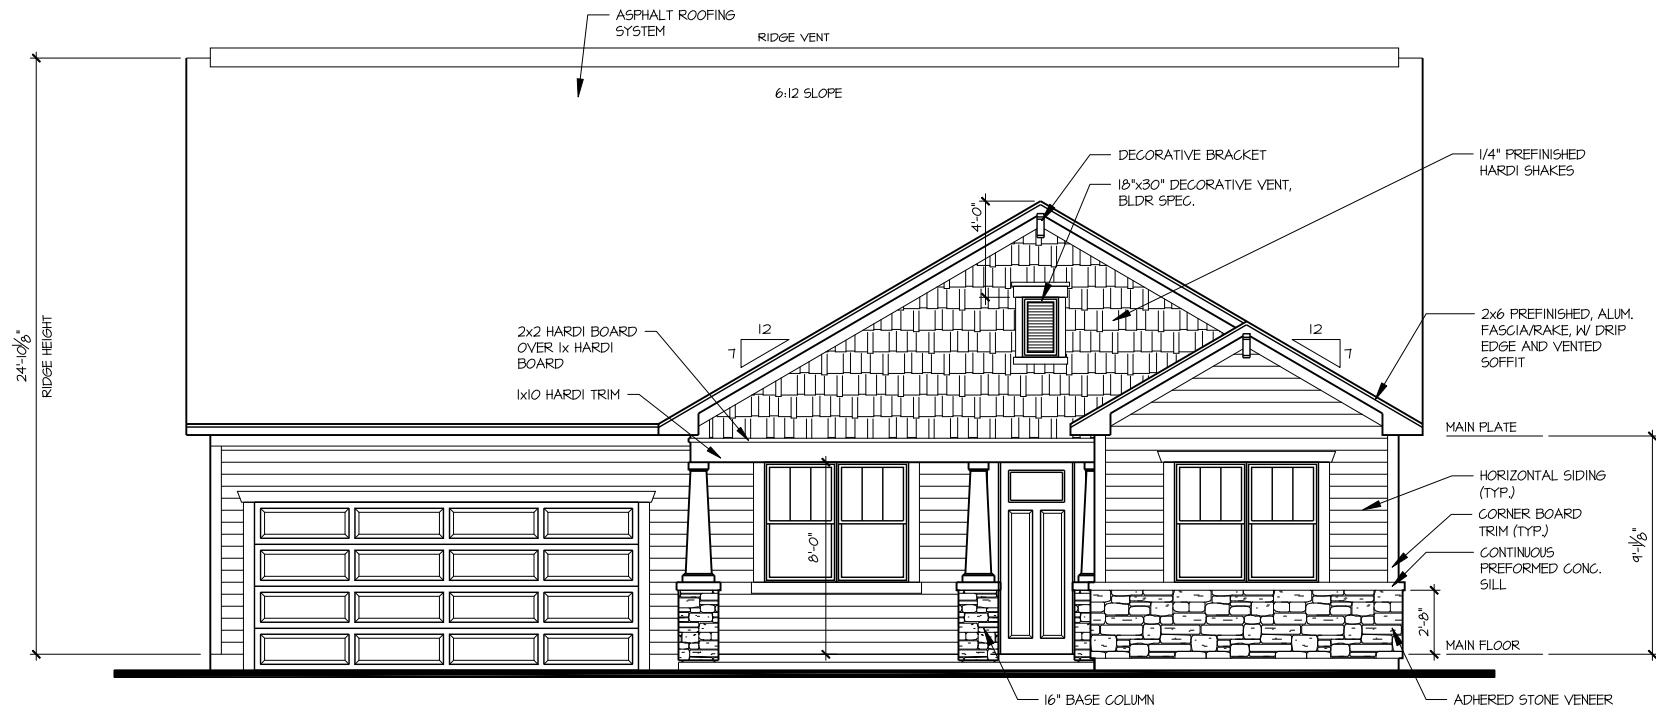 ASPHALT ROOFING
SYSTEM
RIDGE VENT
6:12 SLOPE
DECORATIVE BRACKET
18"x30" DECORATIVE VENT,
BLDR SPEC.
1/4" PREFINISHED
HARDI SHAKES
4'-0"
2x6 PREFINISHED, ALUM.
FASCIA/RAKE, W/ DRIP
EDGE AND VENTED
SOFFIT
12
7
12
7
2x2 HARDI BOARD
OVER 1x HARDI
BOARD
1x10 HARDI TRIM
24'-10 1/8"
RIDGE HEIGHT
MAIN PLATE
HORIZONTAL SIDING
(TYP.)
CORNER BOARD
TRIM (TYP.)
CONTINUOUS
PREFORMED CONC.
SILL
8'-0"
9'-1 1/8"
2'-8"
MAIN FLOOR
16" BASE COLUMN
ADHERED STONE VENEER